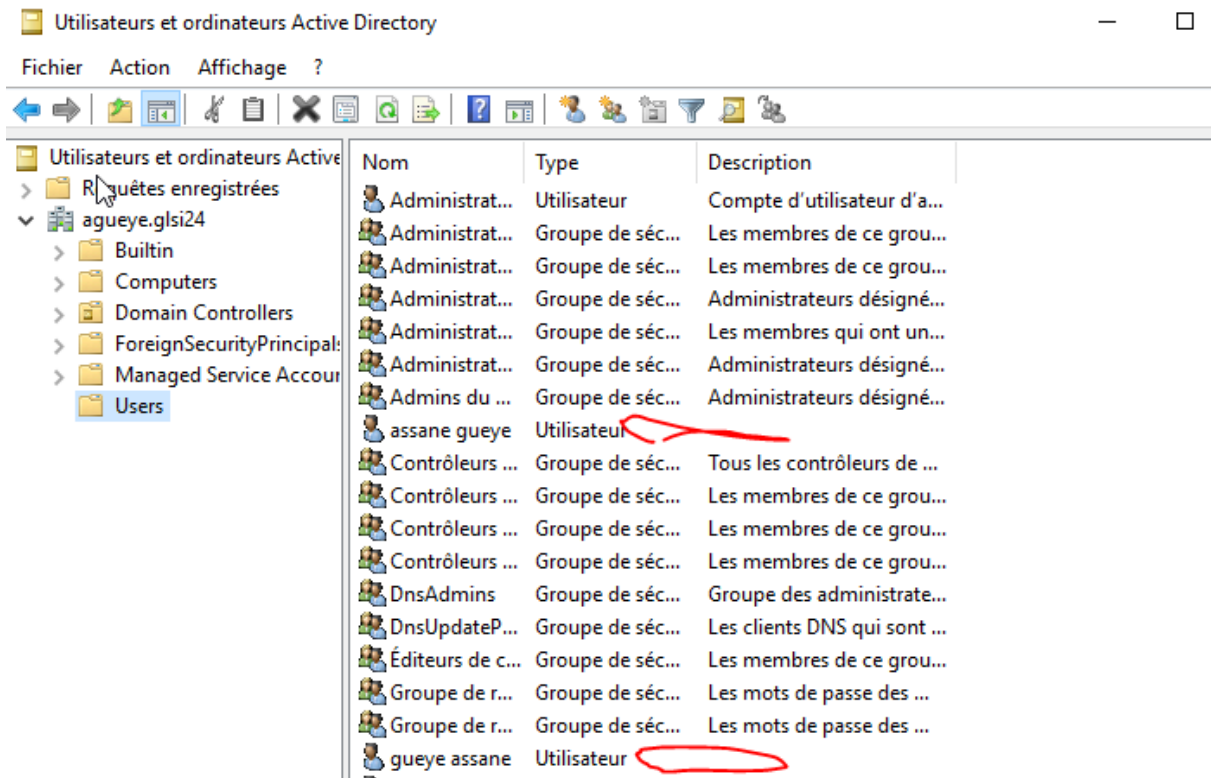 Utilisateurs et ordinateurs Active Directory
Fichier Action Affichage ?
Utilisateurs et ordinateurs Active
Requêtes enregistrées
agueye.glsi24
Builtin
Computers
Domain Controllers
ForeignSecurityPrincipal
Managed Service Accour
Users
Nom Type Description
Administrat... Utilisateur Compte d'utilisateur d'a...
Administrat... Groupe de séc... Les membres de ce grou...
Administrat... Groupe de séc... Les membres de ce grou...
Administrat... Groupe de séc... Administrateurs désigné...
Administrat... Groupe de séc... Les membres qui ont un...
Administrat... Groupe de séc... Administrateurs désigné...
Admins du ... Groupe de séc... Administrateurs désigné...
assane gueye Utilisateur
Contrôleurs ... Groupe de séc... Tous les contrôleurs de ...
Contrôleurs ... Groupe de séc... Les membres de ce grou...
Contrôleurs ... Groupe de séc... Les membres de ce grou...
Contrôleurs ... Groupe de séc... Les membres de ce grou...
DnsAdmins Groupe de séc... Groupe des administrate...
DnsUpdateP... Groupe de séc... Les clients DNS qui sont ...
Éditeurs de c... Groupe de séc... Les membres de ce grou...
Groupe de r... Groupe de séc... Les mots de passe des ...
Groupe de r... Groupe de séc... Les mots de passe des ...
gueye assane Utilisateur